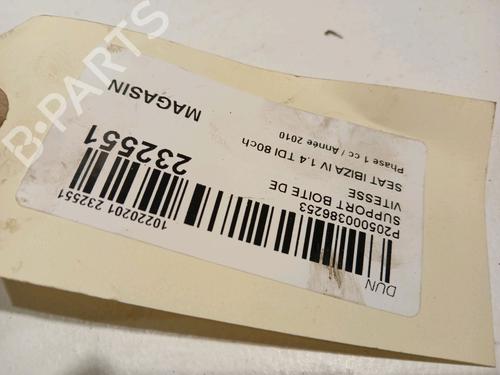 DUN
P205000386253
SUPPORT BOITE DE
VITESSE
SEAT IBIZA IV 1.4 TDI 80ch
Phase 1 cc / Année 2010
10220201 232551
232551
MAGASIN
B-PARTS